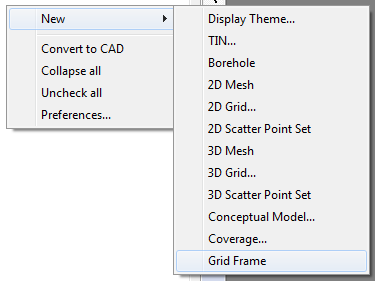 New
Convert to CAD
Collapse all
Uncheck all
Preferences...
Display Theme...
TIN...
Borehole
2D Mesh
2D Grid...
2D Scatter Point Set
3D Mesh
3D Grid...
3D Scatter Point Set
Conceptual Model...
Coverage...
Grid Frame